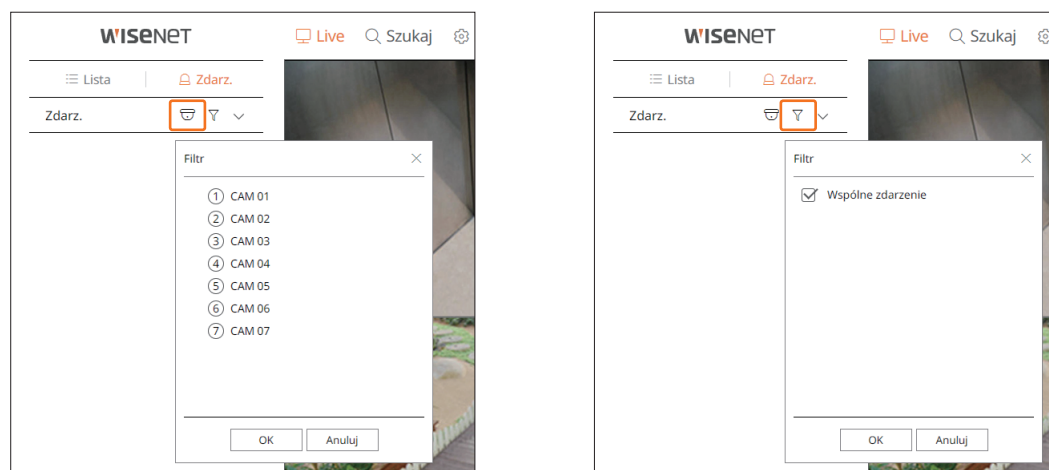 WISENET Live Szukaj
Lista Zdarz.
Zdarz.
Filtr
1 CAM 01
2 CAM 02
3 CAM 03
4 CAM 04
5 CAM 05
6 CAM 06
7 CAM 07
OK Anuluj
WISENET Live Szukaj
Lista Zdarz.
Zdarz.
Filtr
Wspólne zdarzenie
OK Anuluj